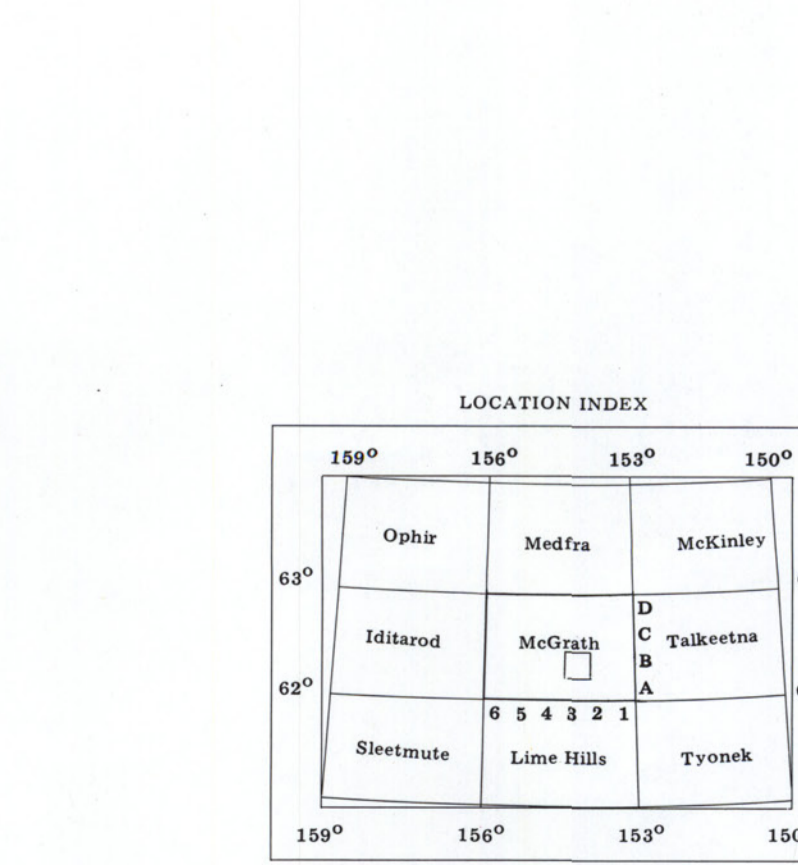 LOCATION INDEX
159° 156° 153° 150°
Ophir Medfra McKinley
63°
D
Iditarod McGrath C Talkeetna
B
62° A
6 5 4 3 2 1
Sleetmute Lime Hills Tyonek
159° 156° 153°